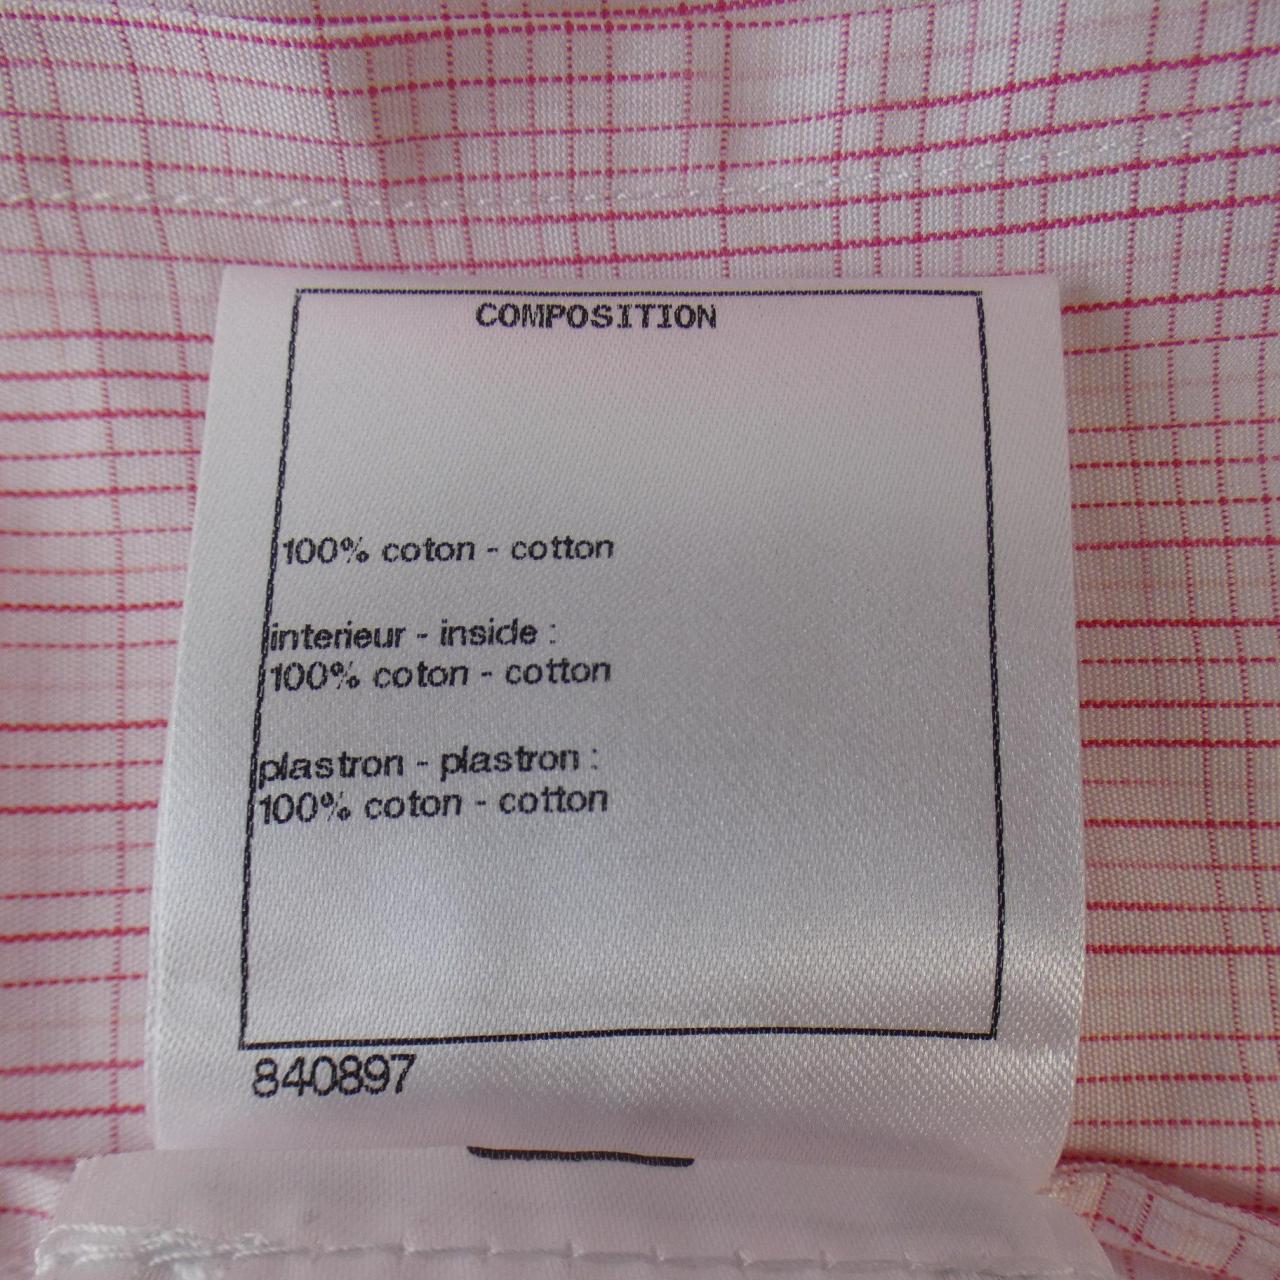 COMPOSITION
100% coton - cotton
interieur - inside :
100% coton - cotton
plastron - plastron :
100% coton - cotton
840897